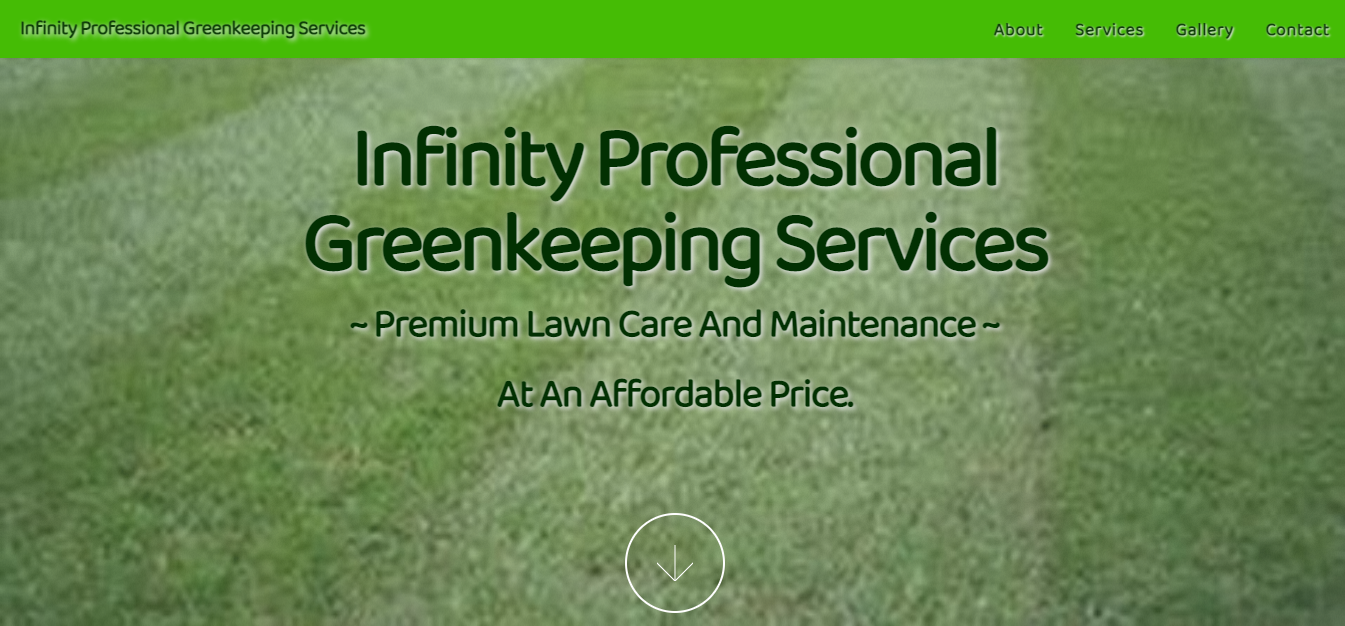 Infinity Professional Greenkeeping Services
About Services Gallery Contact
Infinity Professional
Greenkeeping Services
~ Premium Lawn Care And Maintenance ~
At An Affordable Price.